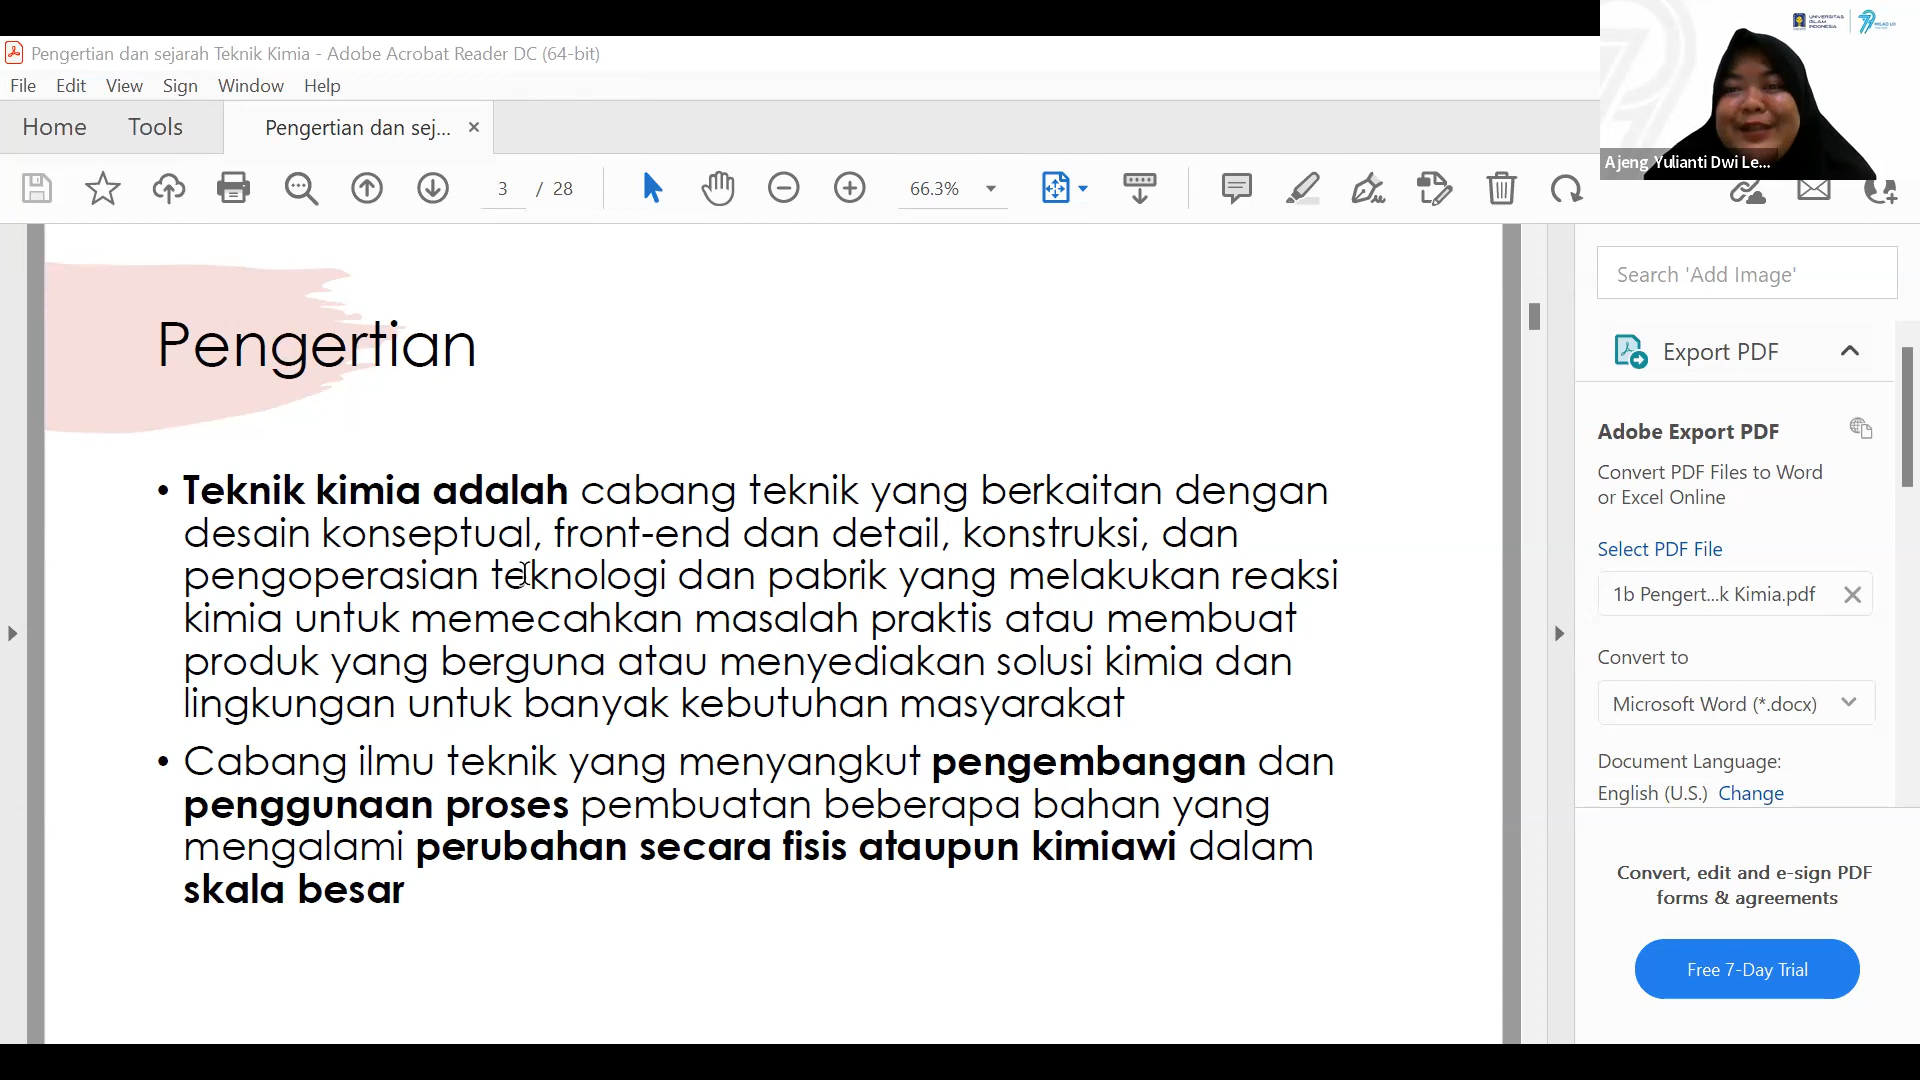 UNIVERSITAS
ISLAM
INDONESIA
Pengertian dan sejarah Teknik Kimia - Adobe Acrobat Reader DC (64-bit)
File Edit View Sign Window Help
Home Tools Pengertian dan sej... ×
3 / 28 66.3%
Ajeng Yulianti Dwi Le...
Pengertian
• Teknik kimia adalah cabang teknik yang berkaitan dengan
desain konseptual, front-end dan detail, konstruksi, dan
pengoperasian teknologi dan pabrik yang melakukan reaksi
kimia untuk memecahkan masalah praktis atau membuat
produk yang berguna atau menyediakan solusi kimia dan
lingkungan untuk banyak kebutuhan masyarakat
• Cabang ilmu teknik yang menyangkut pengembangan dan
penggunaan proses pembuatan beberapa bahan yang
mengalami perubahan secara fisis ataupun kimiawi dalam
skala besar
Search 'Add Image'
Export PDF
Adobe Export PDF
Convert PDF Files to Word
or Excel Online
Select PDF File
1b Pengert...k Kimia.pdf
Convert to
Microsoft Word (*.docx)
Document Language:
English (U.S.) Change
Convert, edit and e-sign PDF
forms & agreements
Free 7-Day Trial